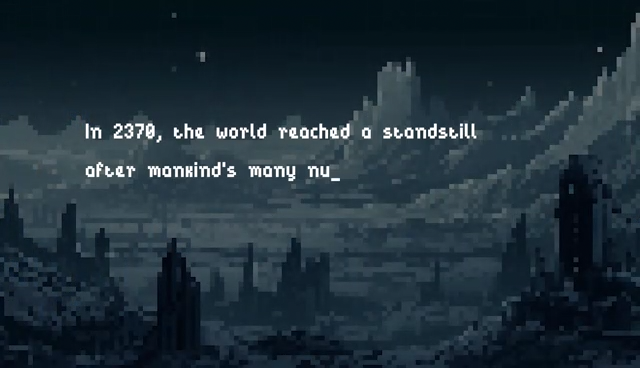 In 2370, the world reached a standstill
after mankind's many nu_